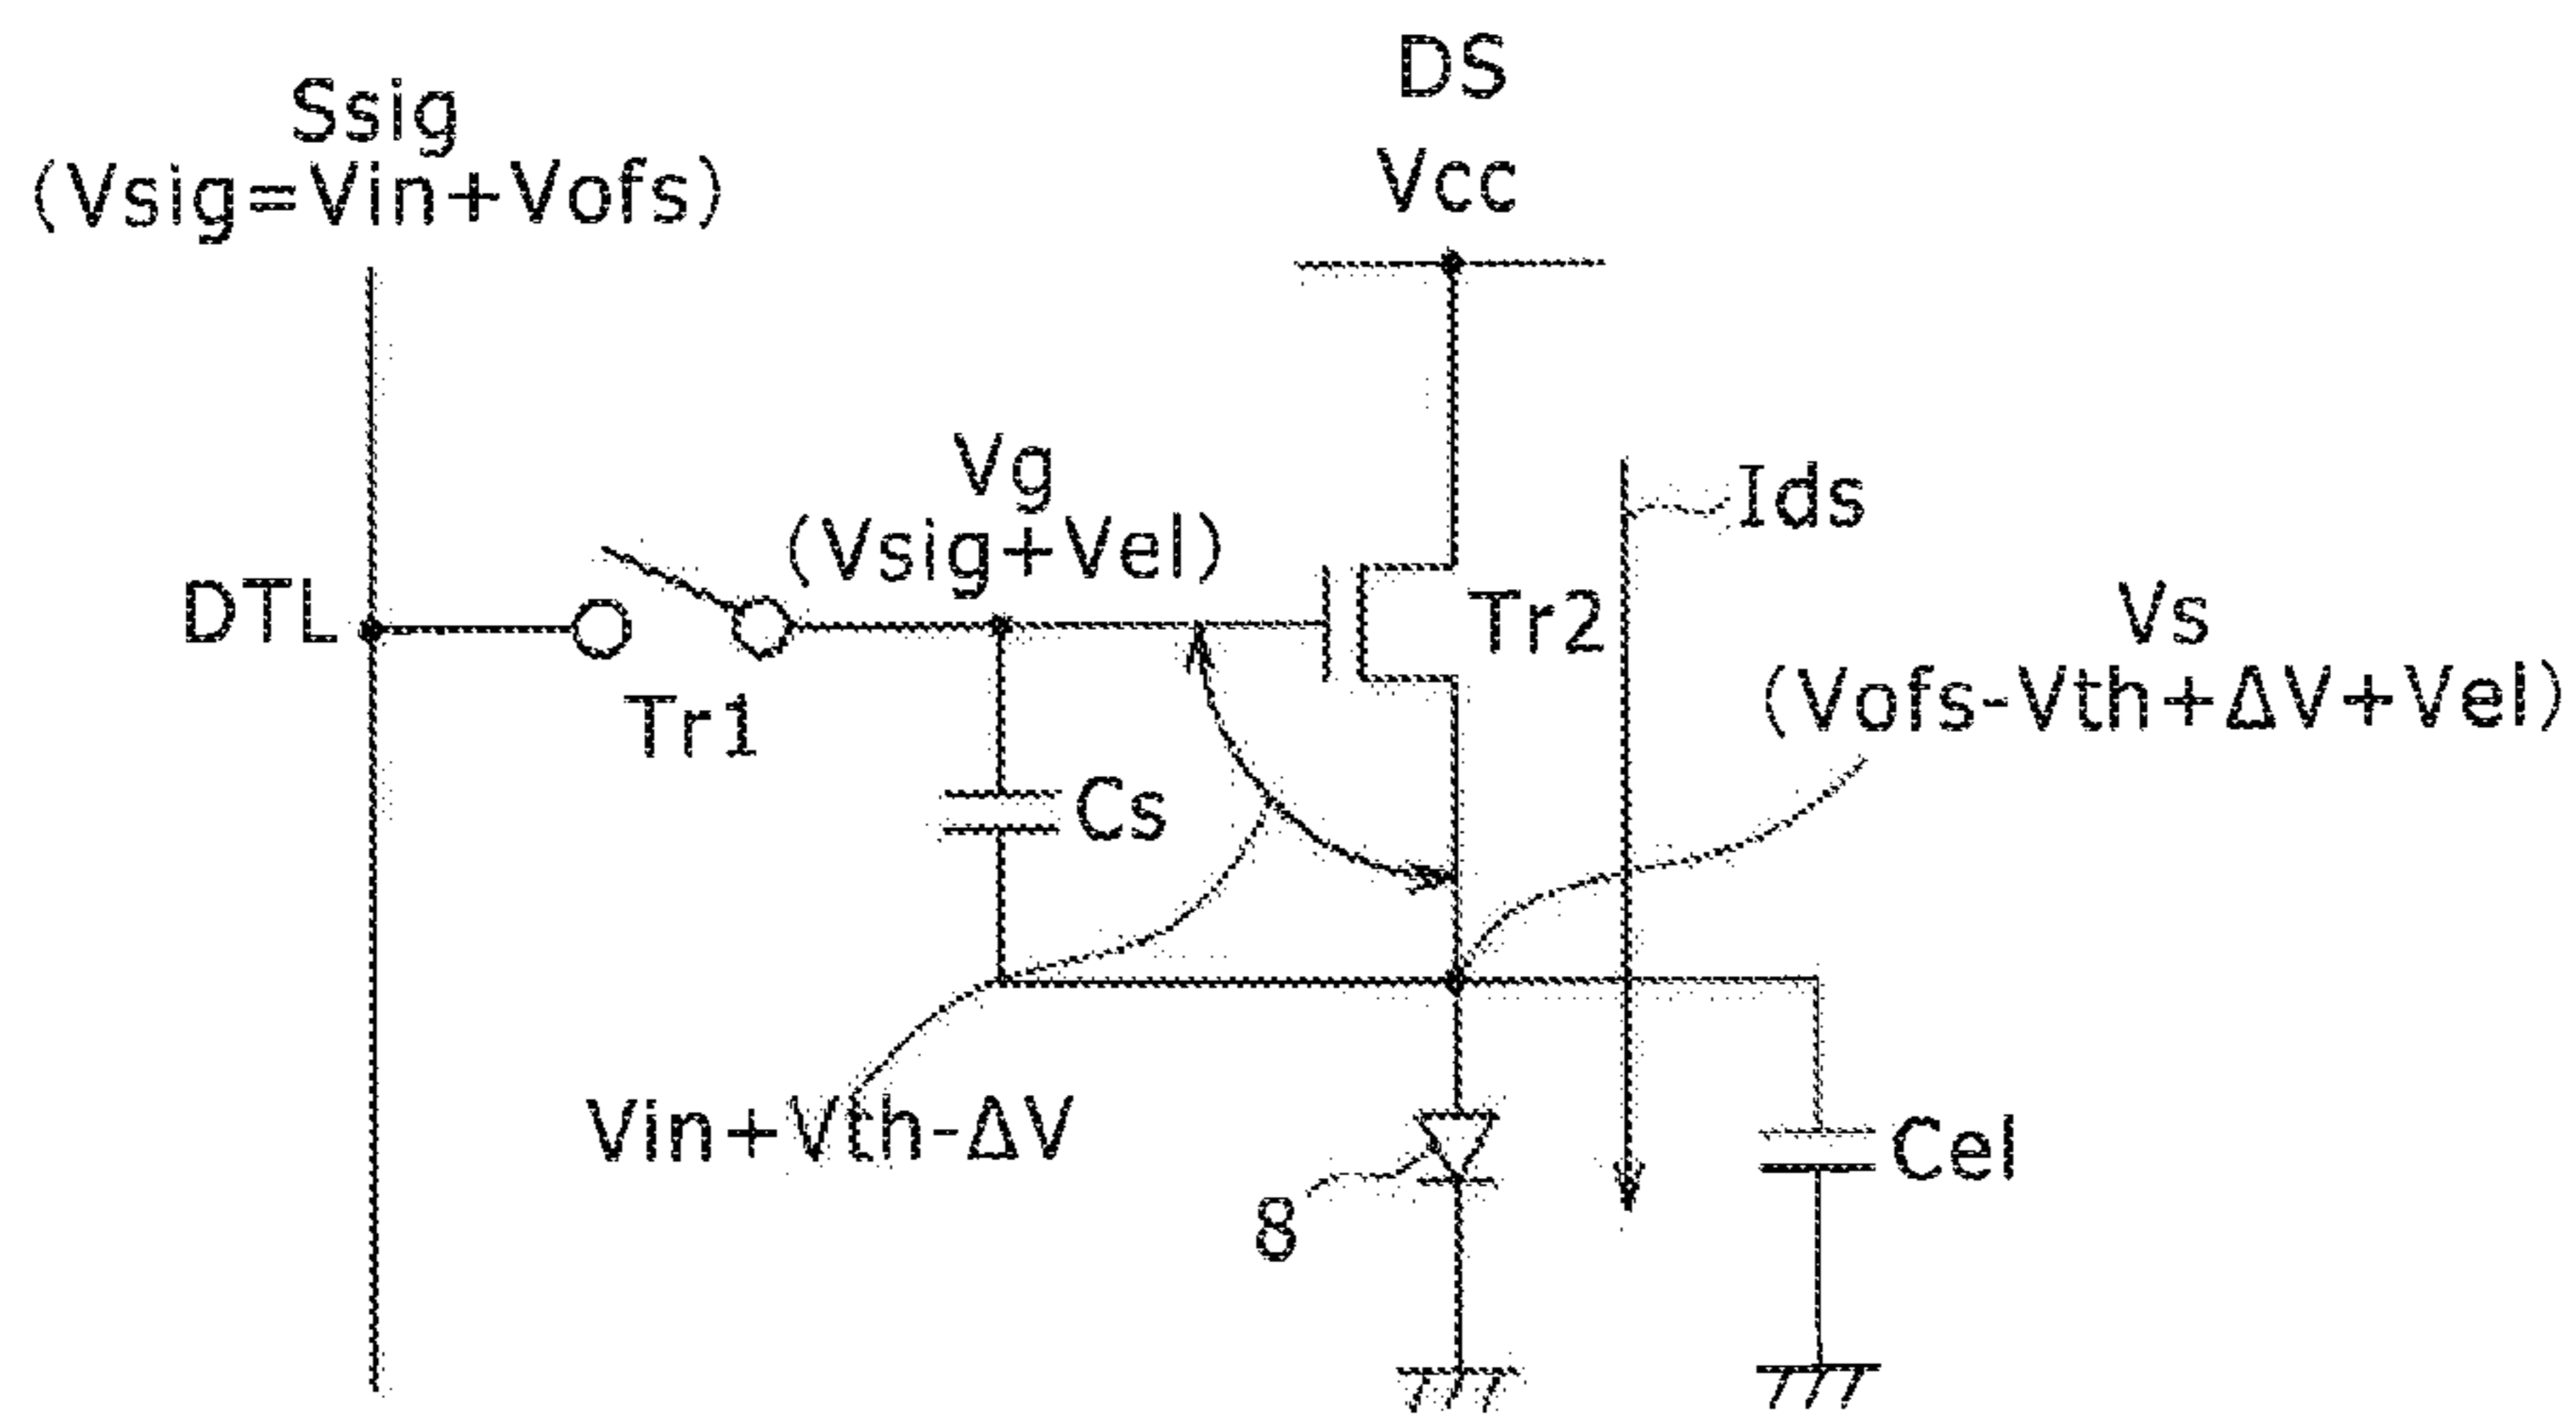 DS
Ssig
(Vsig=Vin+Vofs)
Vcc
Vg
(Vsig+Vel)
Ids
DTL
Tr1
Tr2
Vs
(Vofs-Vth+ΔV+Vel)
Cs
Vin+Vth-ΔV
8
Cel